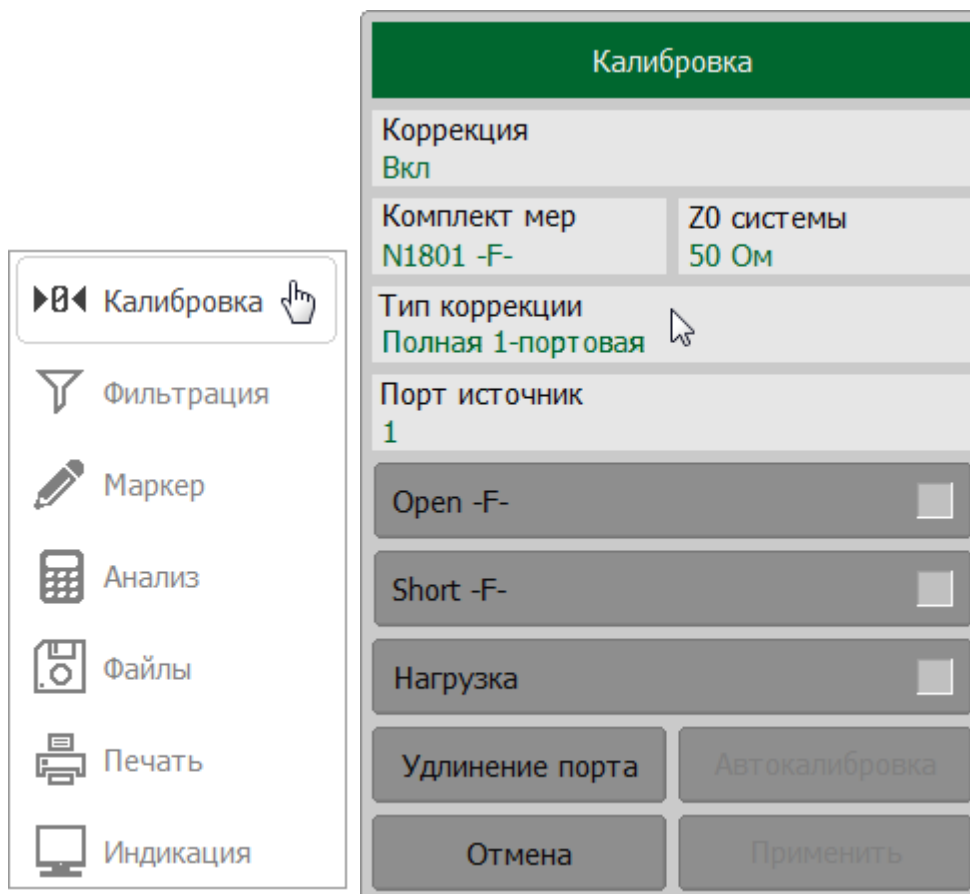 Калибровка
Фильтрация
Маркер
Анализ
Файлы
Печать
Индикация
Калибровка
Коррекция
Вкл
Комплект мер
N1801 -F-
Z0 системы
50 Ом
Тип коррекции
Полная 1-портовая
Порт источник
1
Open -F-
Short -F-
Нагрузка
Удлинение порта
Автокалибровка
Отмена
Применить